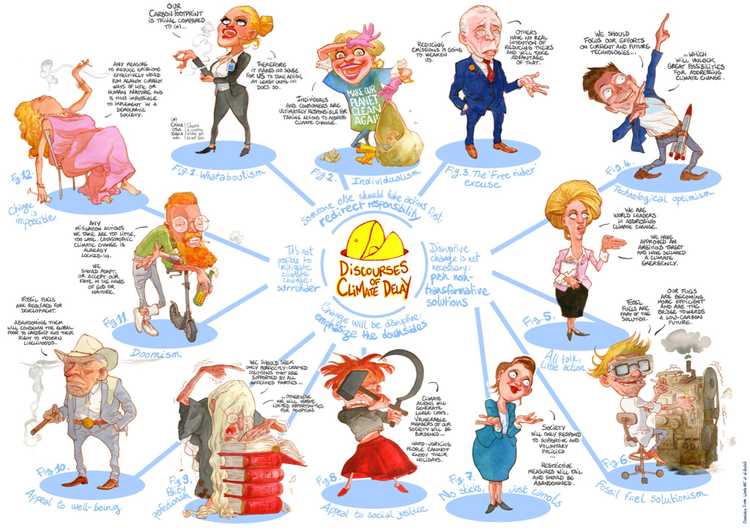 OUR
CARBON FOOTPRINT
IS TRIVIAL COMPARED
TO (X)...
THEREFORE
IT MAKES NO SENSE
FOR US TO TAKE ACTION,
AT LEAST UNTIL (X)
DOES SO.
Fig.1. Whataboutism
INDIVIDUALS
AND CONSUMERS ARE
ULTIMATELY RESPONSIBLE FOR
TAKING ACTIONS TO ADDRESS
CLIMATE CHANGE.
MAKE OUR
PLANET
CLEAN
AGAIN
Fig 2. Individualism
REDUCING
EMISSIONS IS GOING
TO WEAKEN US.
OTHERS
HAVE NO REAL
INTENTION OF
REDUCING THEIRS
AND WILL TAKE
ADVANTAGE
OF THAT.
Fig.3. The 'Free rider'
excuse
WE SHOULD
FOCUS OUR EFFORTS
ON CURRENT AND FUTURE
TECHNOLOGIES...
...WHICH
WILL UNLOCK
GREAT POSSIBILITIES
FOR ADDRESSING
CLIMATE CHANGE.
Fig 4.
Technological optimism
WE ARE
WORLD LEADERS
IN ADDRESSING
CLIMATE CHANGE.
WE HAVE
APPROVED AN
AMBITIOUS TARGET
AND HAVE DECLARED
A CLIMATE
EMERGENCY.
Fig 5.
All talk,
little action
FOSSIL
FUELS ARE
PART OF THE
SOLUTION.
OUR FUELS
ARE BECOMING
MORE EFFICIENT
AND ARE THE
BRIDGE TOWARDS
A LOW-CARBON
FUTURE.
Fig 6
Fossil fuel solutionism
SOCIETY
WILL ONLY RESPOND
TO SUPPORTIVE AND
VOLUNTARY
POLICIES...
RESTRICTIVE
MEASURES WILL FAIL AND
SHOULD BE
ABANDONED.
Fig.7.
No sticks, just carrots
CLIMATE
ACTIONS WILL
GENERATE
LARGE COSTS.
VULNERABLE
MEMBERS OF OUR
SOCIETY WILL BE
BURDENED...
HARD-WORKING
PEOPLE CANNOT
ENJOY THEIR
HOLIDAYS.
Fig 8.
Appeal to social justice
WE SHOULD SEEK
ONLY PERFECTLY-CRAFTED
SOLUTIONS THAT ARE
SUPPORTED BY ALL
AFFECTED PARTIES...
...OTHERWISE
WE WILL WASTE
LIMITED OPPORTUNITIES
FOR ADOPTION.
Fig 9.
Policy
perfectionism
FOSSIL FUELS
ARE REQUIRED FOR
DEVELOPMENT.
ABANDONING THEM
WILL CONDEMN THE GLOBAL
POOR TO HARDSHIP AND THEIR
RIGHT TO MODERN
LIVELIHOODS.
Fig 10.
Appeal to well-being
ANY
MITIGATION ACTIONS
WE TAKE ARE TOO LITTLE,
TOO LATE. CATASTROPHIC
CLIMATE CHANGE IS
ALREADY
LOCKED-IN.
WE
SHOULD
ADAPT, OR
ACCEPT OUR
FATE IN THE HANDS
OF GOD OR
NATURE.
Fig 11.
Doomism
ANY MEASURE
TO REDUCE EMISSIONS
EFFECTIVELY WOULD
RUN AGAINST CURRENT
WAYS OF LIFE OR
HUMAN NATURE AND
IS THUS IMPOSSIBLE
TO IMPLEMENT IN A
DEMOCRATIC
SOCIETY.
Fig.12
Change is
impossible
Someone else should take actions first:
redirect responsibility
Disruptive
change is not
necessary:
push non-
transformative
solutions
Change will be disruptive:
emphasize the downsides
It's not
possible to
mitigate
climate
change:
surrender
DISCOURSES
OF
CLIMATE DELAY